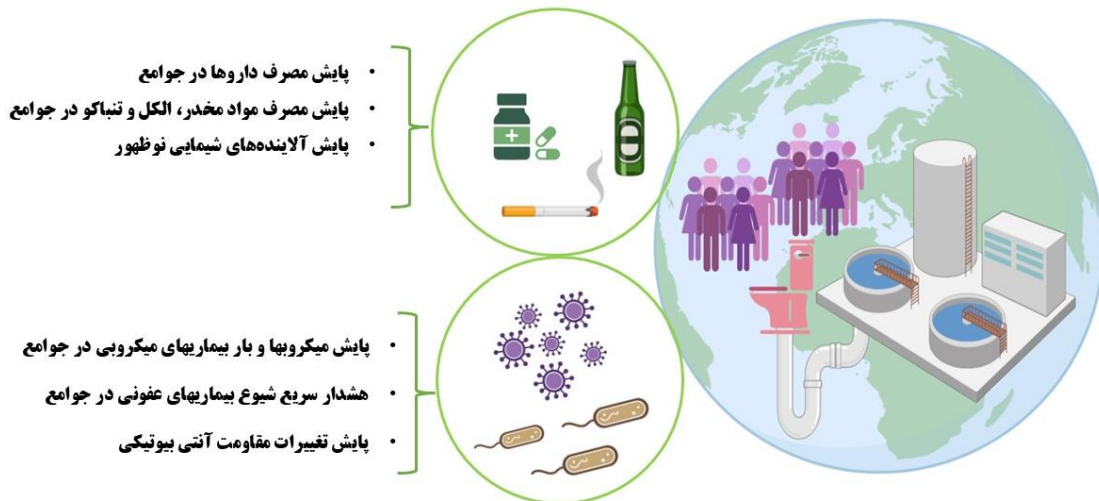 • پایش مصرف داروها در جوامع
• پایش مصرف مواد مخدر، الکل و تنباکو در جوامع
• پایش آلاینده‌های شیمایی نوظهور
• پایش میکروبها و بار بیماریهای میکروبی در جوامع
• هشدار سریع شیوع بیماریهای عفونی در جوامع
• پایش تغییرات مقاومت آنتی بیوتیکی